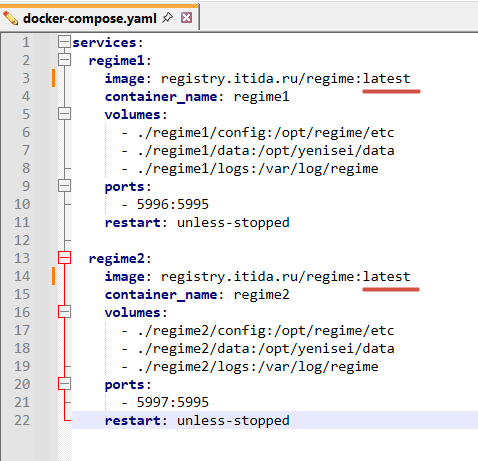 docker-compose.yaml
1 services:
2   regime1:
3     image: registry.itida.ru/regime:latest
4     container_name: regime1
5     volumes:
6       - ./regime1/config:/opt/regime/etc
7       - ./regime1/data:/opt/yenisei/data
8       - ./regime1/logs:/var/log/regime
9     ports:
10       - 5996:5995
11     restart: unless-stopped
12
13   regime2:
14     image: registry.itida.ru/regime:latest
15     container_name: regime2
16     volumes:
17       - ./regime2/config:/opt/regime/etc
18       - ./regime2/data:/opt/yenisei/data
19       - ./regime2/logs:/var/log/regime
20     ports:
21       - 5997:5995
22     restart: unless-stopped